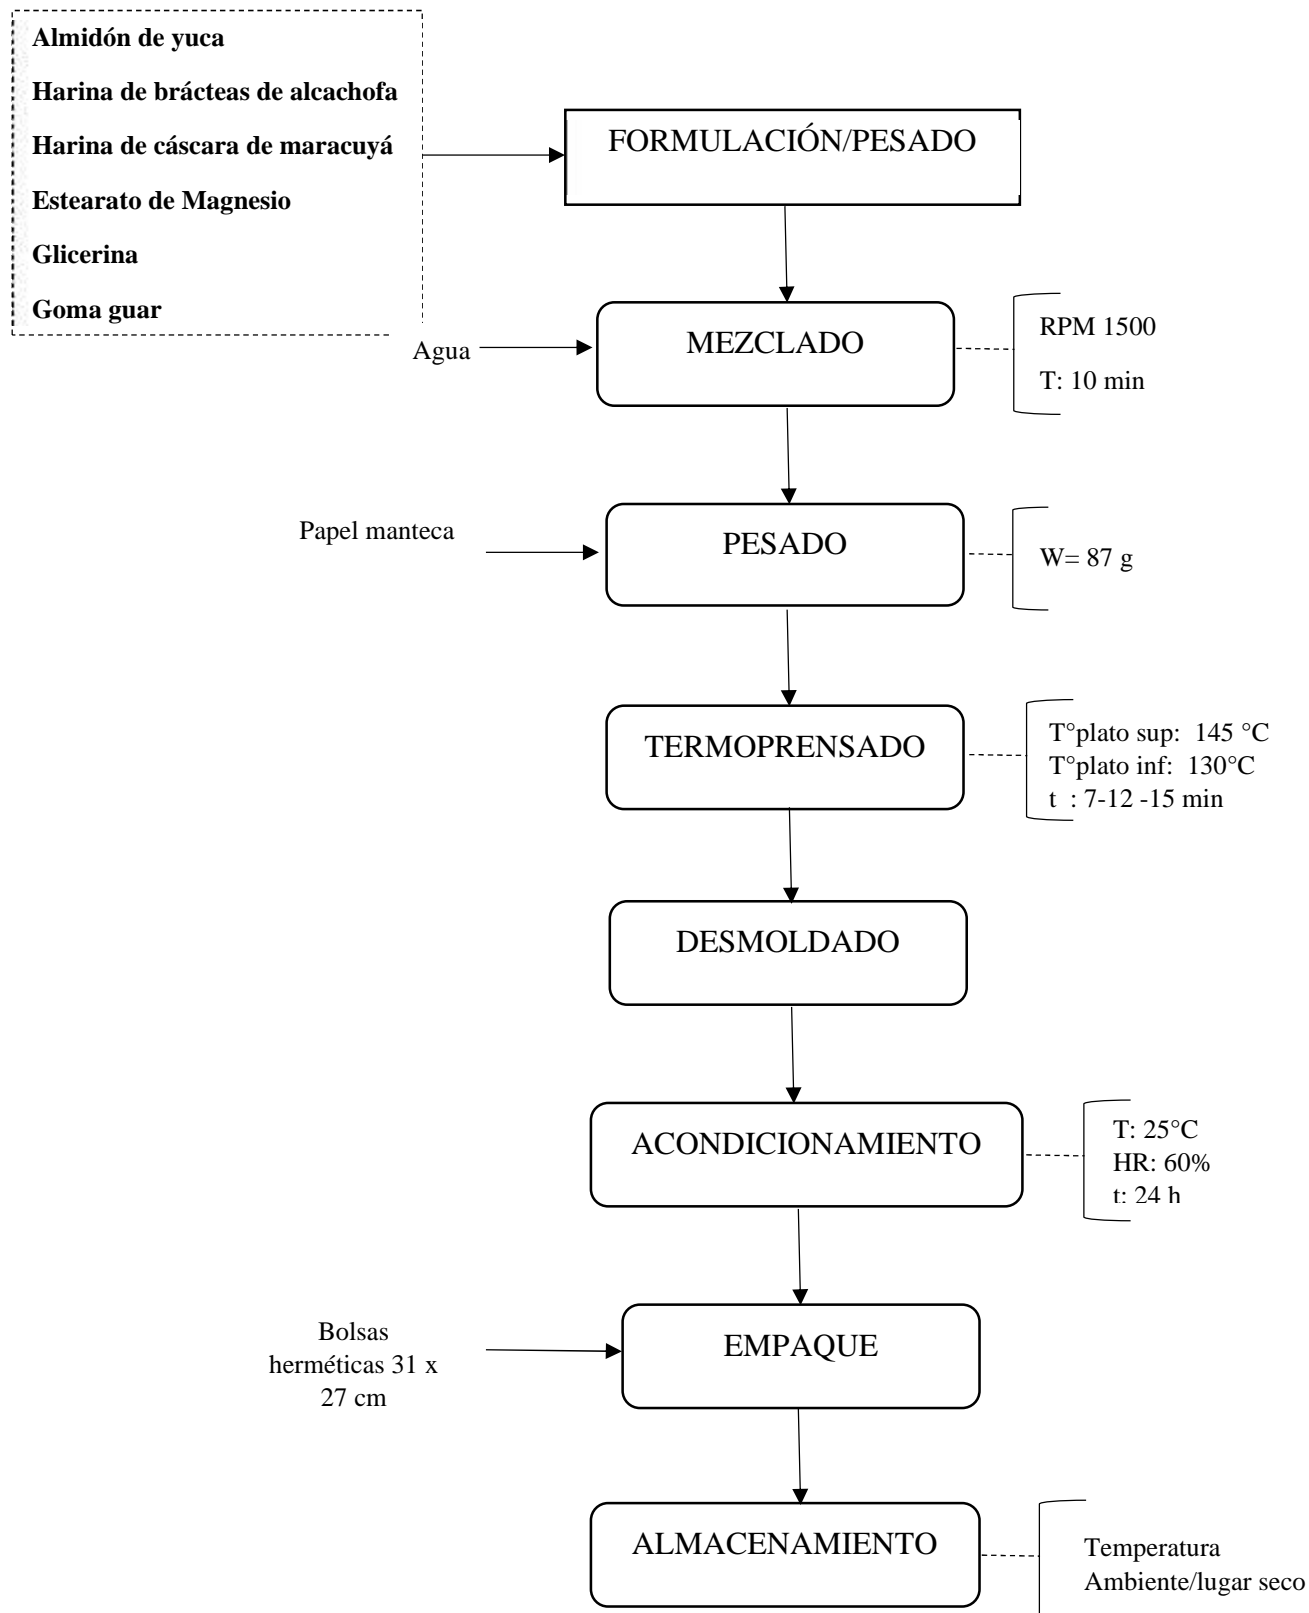 Almidón de yuca
Harina de brácteas de alcachofa
Harina de cáscara de maracuyá
Estearato de Magnesio
Glicerina
Goma guar
FORMULACIÓN/PESADO
Agua
MEZCLADO
RPM 1500
T: 10 min
Papel manteca
PESADO
W= 87 g
TERMOPRENSADO
T°plato sup: 145 °C
T°plato inf: 130°C
t : 7-12 -15 min
DESMOLDADO
ACONDICIONAMIENTO
T: 25°C
HR: 60%
t: 24 h
Bolsas
herméticas 31 x
27 cm
EMPAQUE
ALMACENAMIENTO
Temperatura
Ambiente/lugar seco